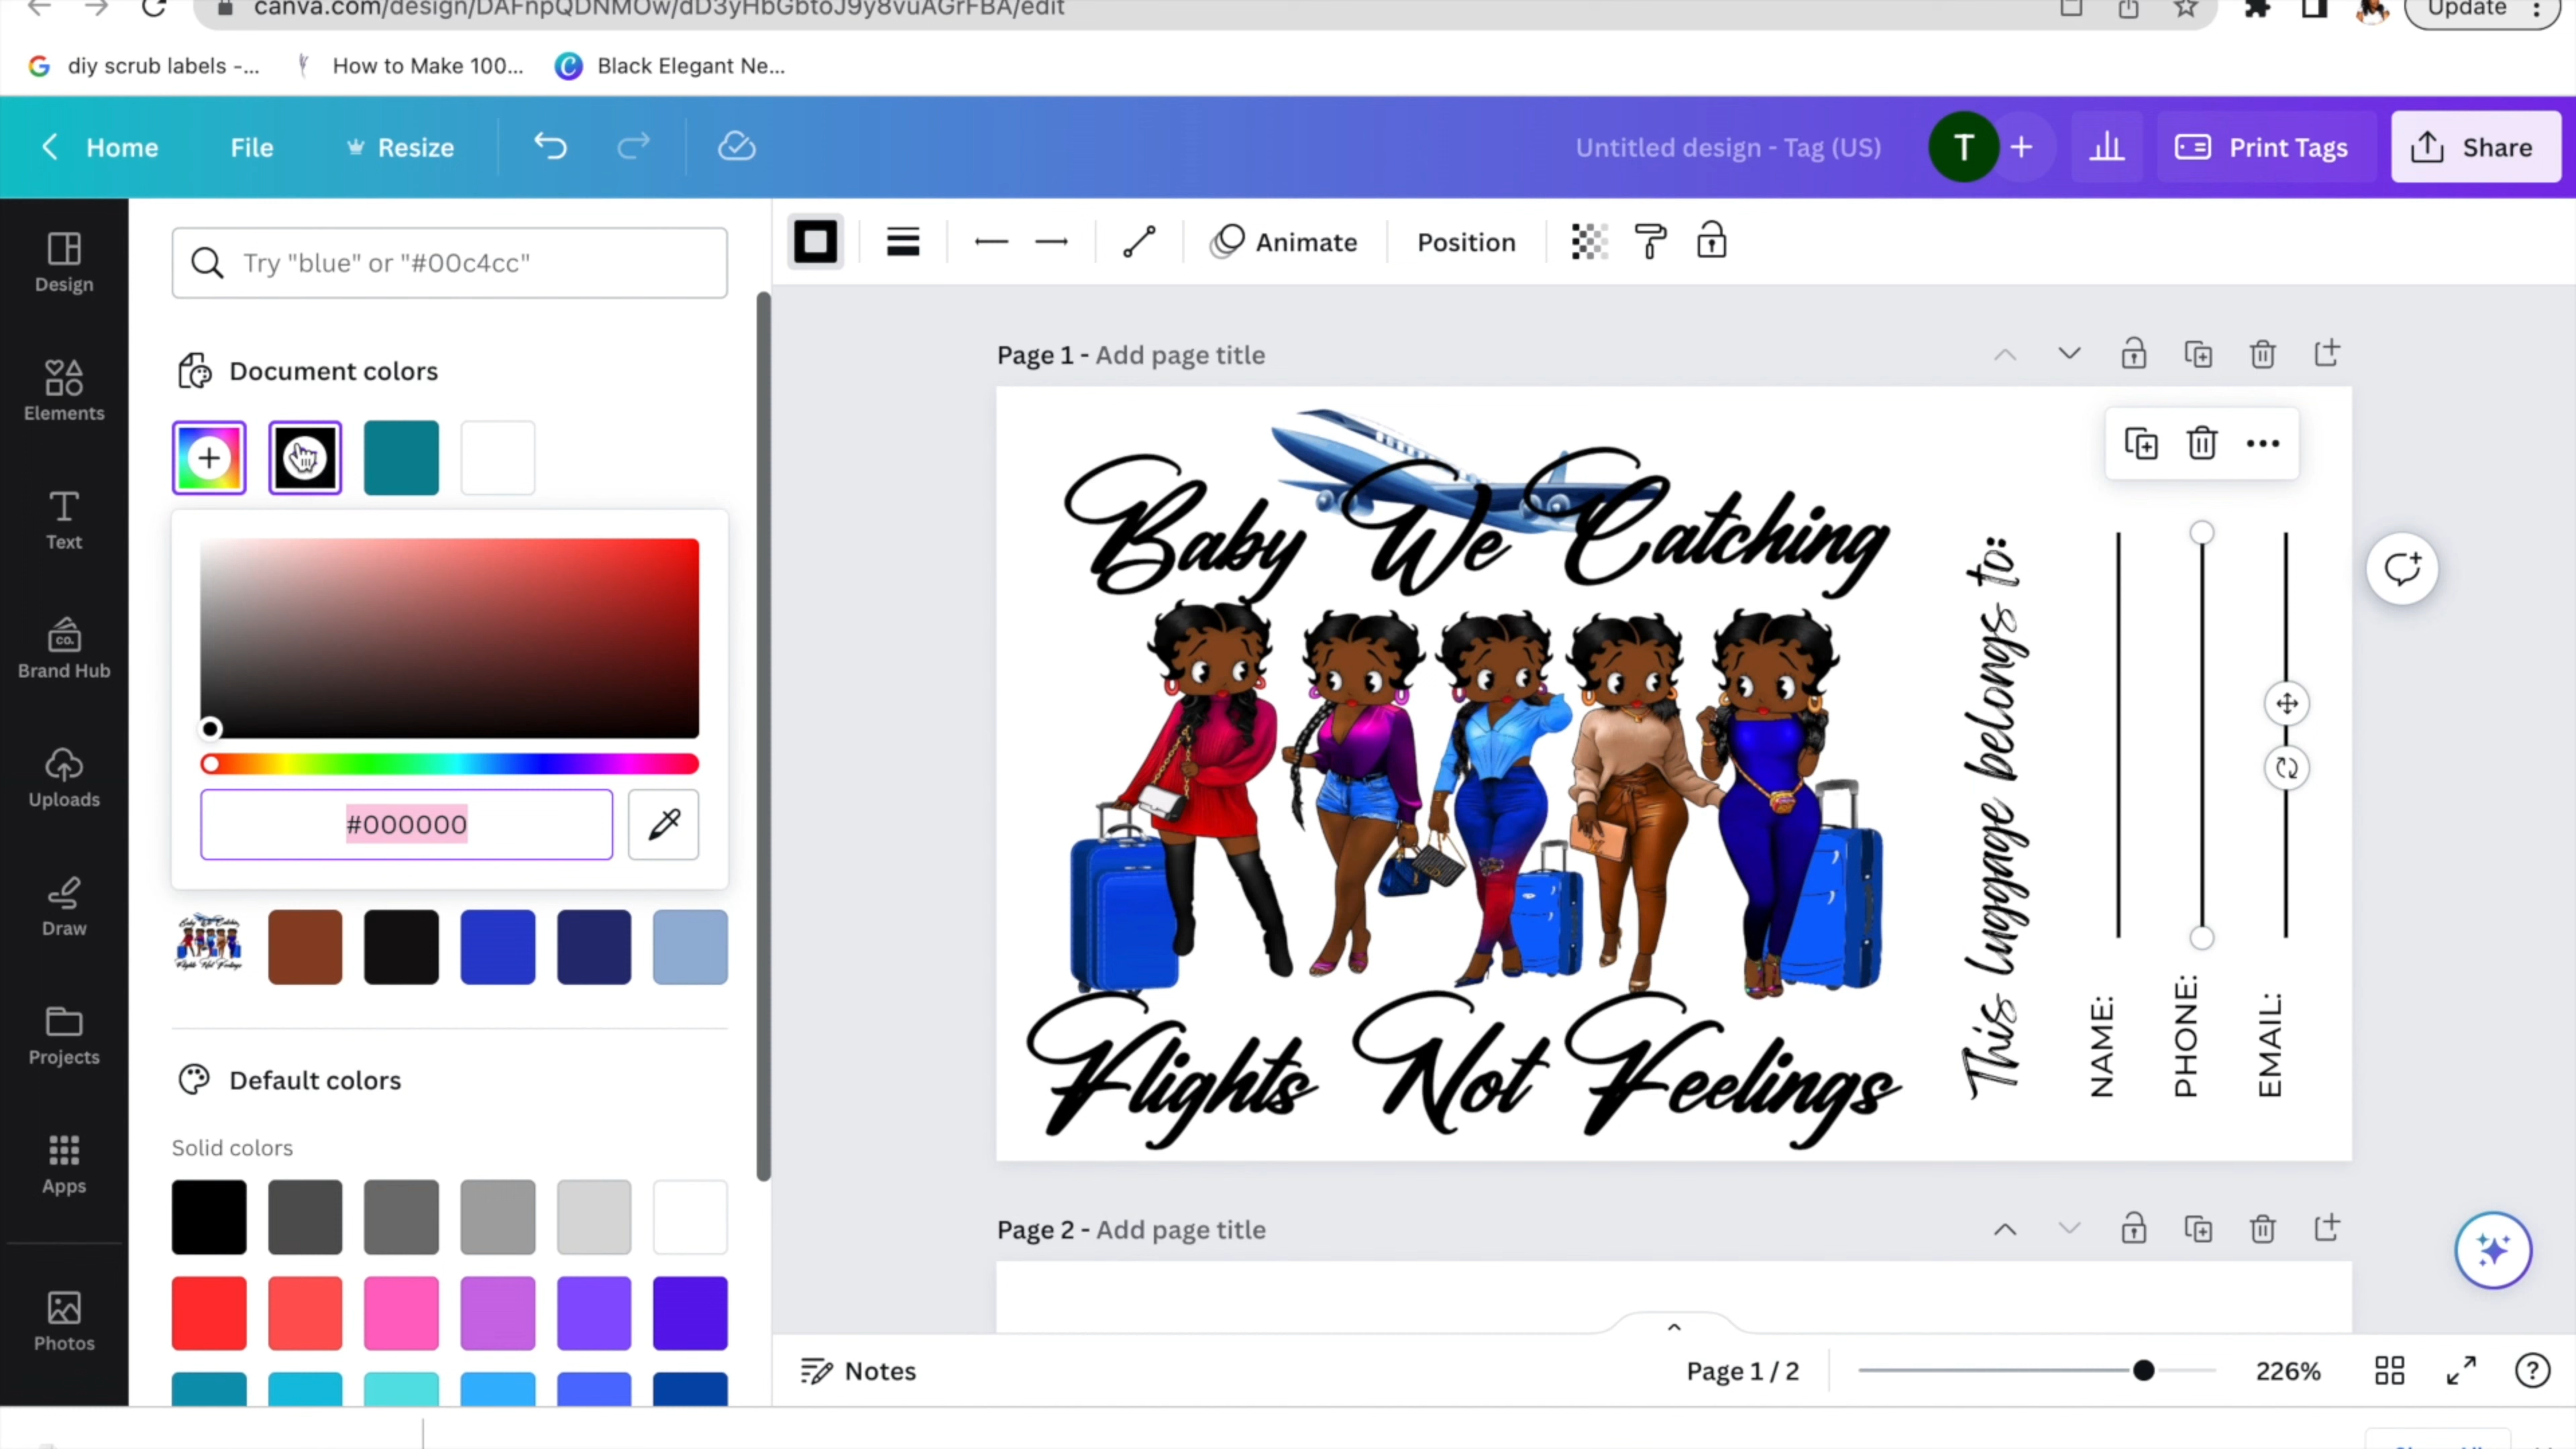 canva.com/design/DAFnpQDNMOw/dD3yHbGbtoJ9y8vuAGrFBA/edit
Update
diy scrub labels -...
How to Make 100...
Black Elegant Ne...
Home
File
Resize
Untitled design - Tag (US)
T
Print Tags
Share
Design
Elements
Text
Brand Hub
Uploads
Draw
Projects
Apps
Photos
Try "blue" or "#00c4cc"
Document colors
#000000
Default colors
Solid colors
Animate
Position
Page 1 - Add page title
Baby We Catching
Flights Not Feelings
This luggage belongs to:
NAME:
PHONE:
EMAIL:
Page 2 - Add page title
Notes
Page 1 / 2
226%